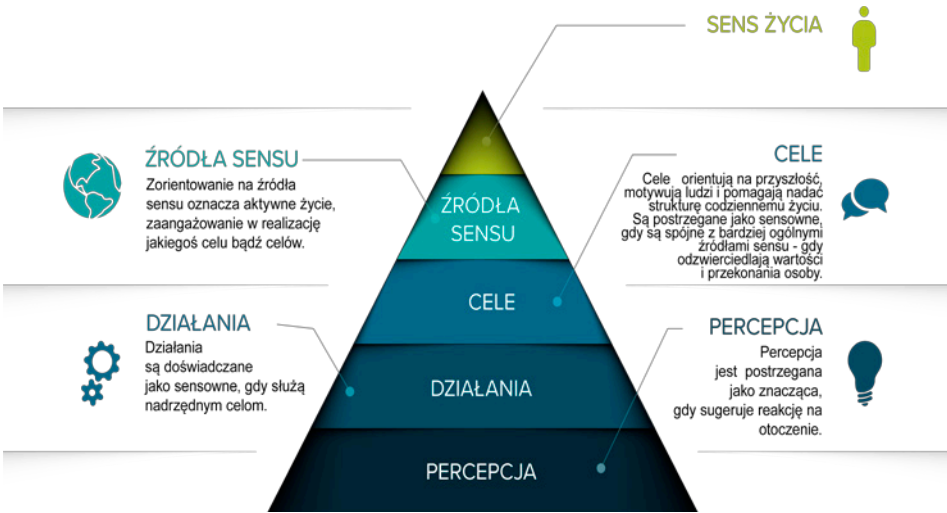 SENS ŻYCIA
ŹRÓDŁA SENSU
Zorientowanie na źródła
sensu oznacza aktywne życie,
zaangażowanie w realizację
jakiegoś celu bądź celów.
CELE
Cele orientują na przyszłość,
motywują ludzi i pomagają nadać
strukturę codziennemu życiu.
Są postrzegane jako sensowne,
gdy są spójne z bardziej ogólnymi
źródłami sensu - gdy
odzwierciedlają wartości
i przekonania osoby.
ŹRÓDŁA
SENSU
CELE
DZIAŁANIA
Działania
są doświadczane
jako sensowne, gdy służą
nadrzędnym celom.
PERCEPCJA
Percepcja
jest postrzegana
jako znacząca,
gdy sugeruje reakcję na
otoczenie.
DZIAŁANIA
PERCEPCJA